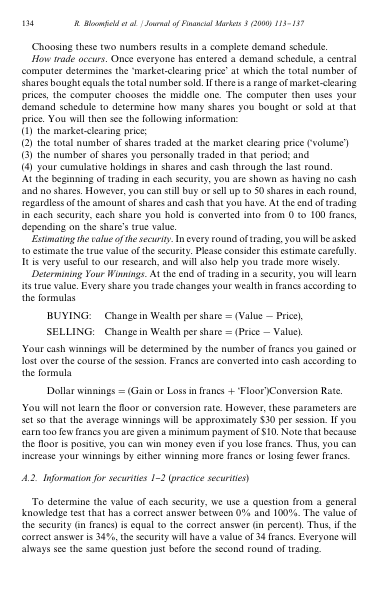 134 R. Bloomfield et al. / Journal of Financial Markets 3 (2000) 113–137
Choosing these two numbers results in a complete demand schedule.
How trade occurs. Once everyone has entered a demand schedule, a central
computer determines the ‘market-clearing price’ at which the total number of
shares bought equals the total number sold. If there is a range of market-clearing
prices, the computer chooses the middle one. The computer then uses your
demand schedule to determine how many shares you bought or sold at that
price. You will then see the following information:
(1) the market-clearing price;
(2) the total number of shares traded at the market clearing price (‘volume’)
(3) the number of shares you personally traded in that period; and
(4) your cumulative holdings in shares and cash through the last round.
At the beginning of trading in each security, you are shown as having no cash
and no shares. However, you can still buy or sell up to 50 shares in each round,
regardless of the amount of shares and cash that you have. At the end of trading
in each security, each share you hold is converted into from 0 to 100 francs,
depending on the share’s true value.
Estimating the value of the security. In every round of trading, you will be asked
to estimate the true value of the security. Please consider this estimate carefully.
It is very useful to our research, and will also help you trade more wisely.
Determining Your Winnings. At the end of trading in a security, you will learn
its true value. Every share you trade changes your wealth in francs according to
the formulas
BUYING: Change in Wealth per share = (Value − Price),
SELLING: Change in Wealth per share = (Price − Value).
Your cash winnings will be determined by the number of francs you gained or
lost over the course of the session. Francs are converted into cash according to
the formula
Dollar winnings = (Gain or Loss in francs + ‘Floor’)Conversion Rate.
You will not learn the floor or conversion rate. However, these parameters are
set so that the average winnings will be approximately $30 per session. If you
earn too few francs you are given a minimum payment of $10. Note that because
the floor is positive, you can win money even if you lose francs. Thus, you can
increase your winnings by either winning more francs or losing fewer francs.
A.2. Information for securities 1–2 (practice securities)
To determine the value of each security, we use a question from a general
knowledge test that has a correct answer between 0% and 100%. The value of
the security (in francs) is equal to the correct answer (in percent). Thus, if the
correct answer is 34%, the security will have a value of 34 francs. Everyone will
always see the same question just before the second round of trading.